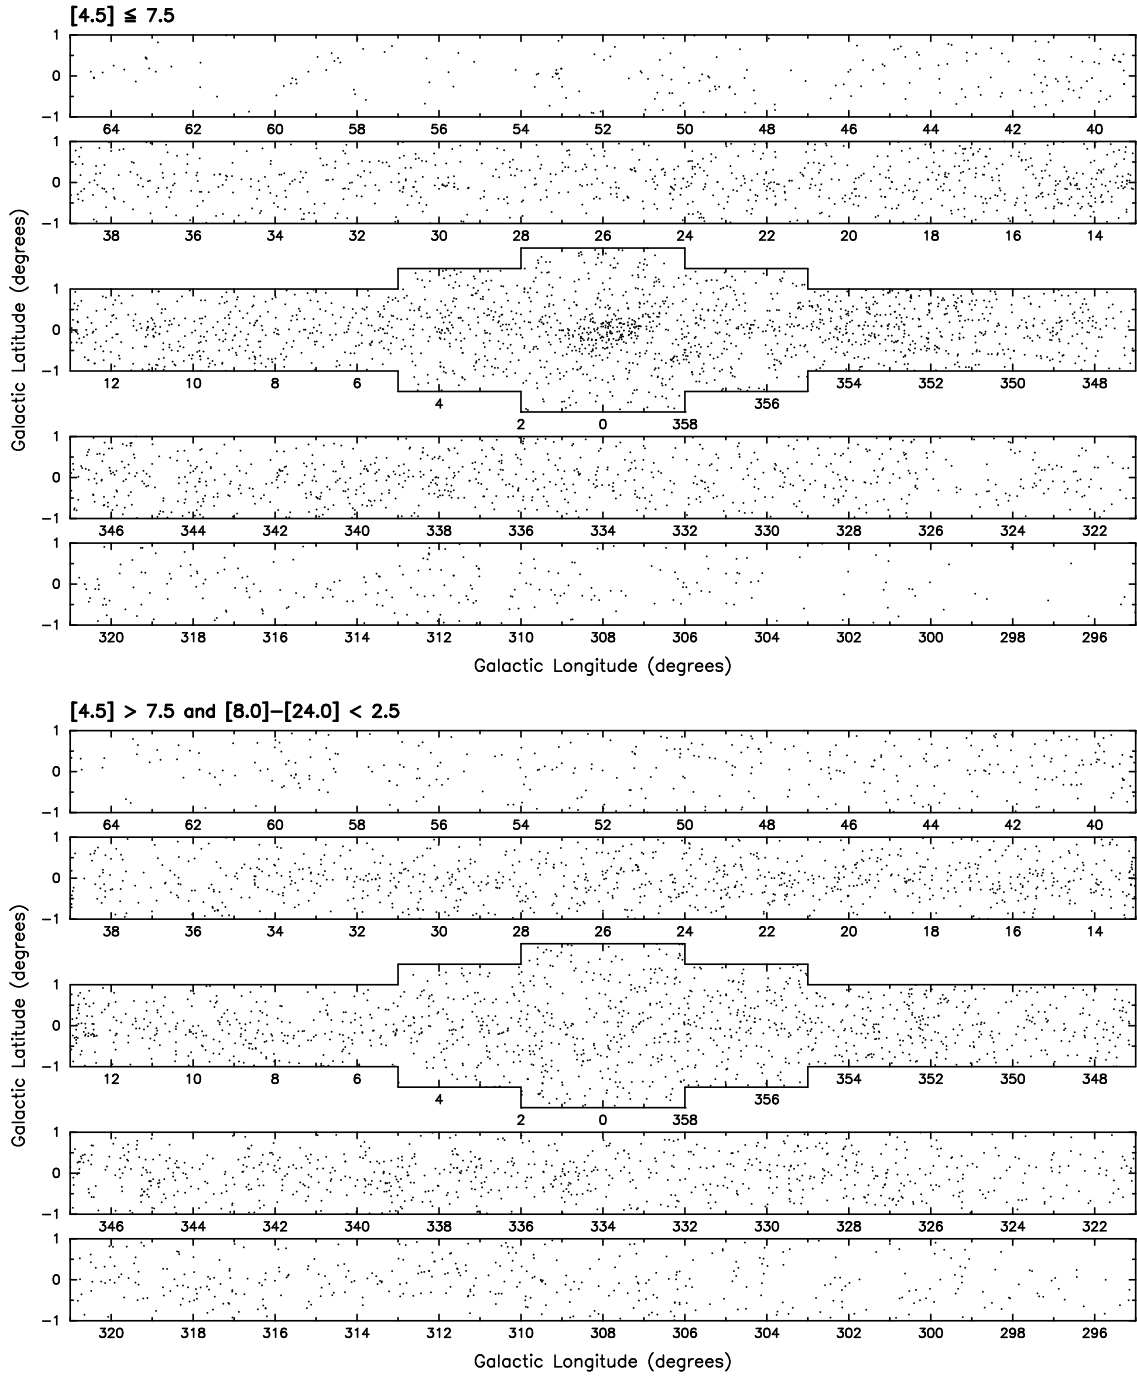 [4.5] ≦ 7.5
1
0
−1
64 62 60 58 56 54 52 50 48 46 44 42 40
1
0
−1
38 36 34 32 30 28 26 24 22 20 18 16 14
Galactic Latitude (degrees)
1
0
−1
12 10 8 6 354 352 350 348
4 356
2 0 358
1
0
−1
346 344 342 340 338 336 334 332 330 328 326 324 322
1
0
−1
320 318 316 314 312 310 308 306 304 302 300 298 296
Galactic Longitude (degrees)
[4.5] > 7.5 and [8.0]−[24.0] < 2.5
1
0
−1
64 62 60 58 56 54 52 50 48 46 44 42 40
1
0
−1
38 36 34 32 30 28 26 24 22 20 18 16 14
Galactic Latitude (degrees)
1
0
−1
12 10 8 6 354 352 350 348
4 356
2 0 358
1
0
−1
346 344 342 340 338 336 334 332 330 328 326 324 322
1
0
−1
320 318 316 314 312 310 308 306 304 302 300 298 296
Galactic Longitude (degrees)